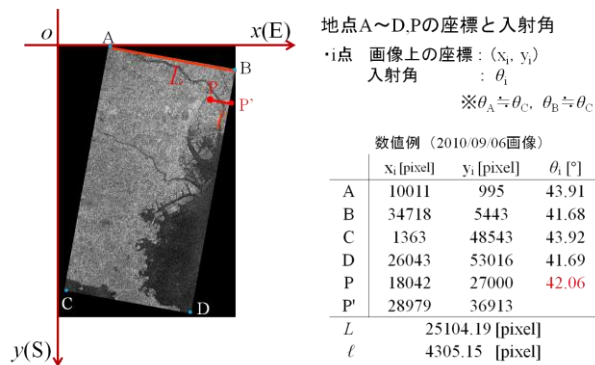 地点A～D,Pの座標と入射角
o
A
x(E)
B
L
P
P'
ℓ
C
D
y(S)
・i点 画像上の座標 : (xi, yi)
入射角 : θi
※θA≒θC, θB≒θC
数値例 (2010/09/06画像)
xi [pixel] yi [pixel] θi [°]
A 10011 995 43.91
B 34718 5443 41.68
C 1363 48543 43.92
D 26043 53016 41.69
P 18042 27000 42.06
P' 28979 36913
L 25104.19 [pixel]
ℓ 4305.15 [pixel]